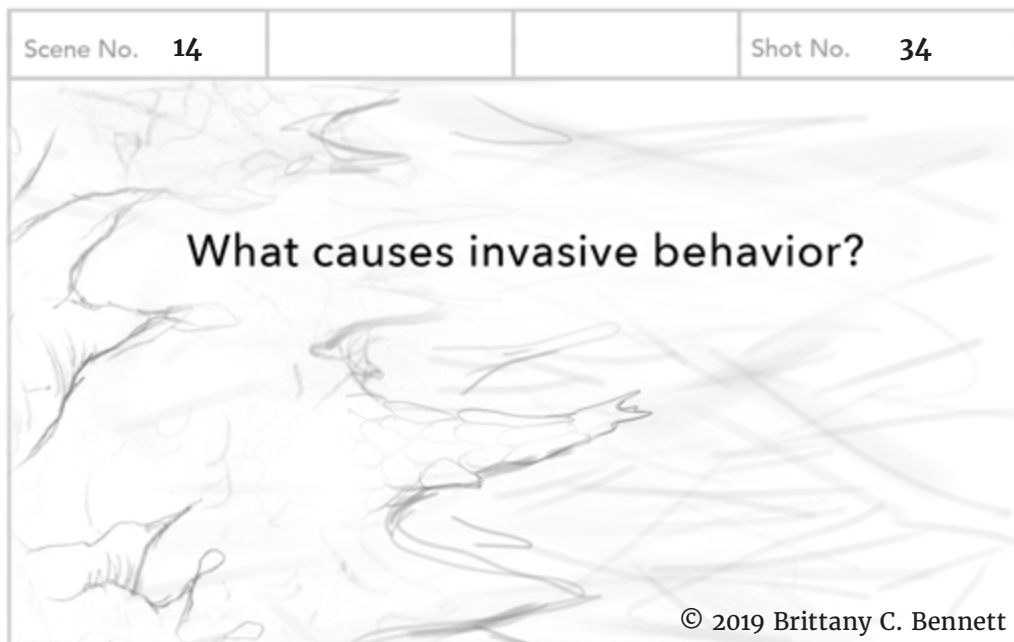 Scene No. 14 Shot No. 34
What causes invasive behavior?
© 2019 Brittany C. Bennett